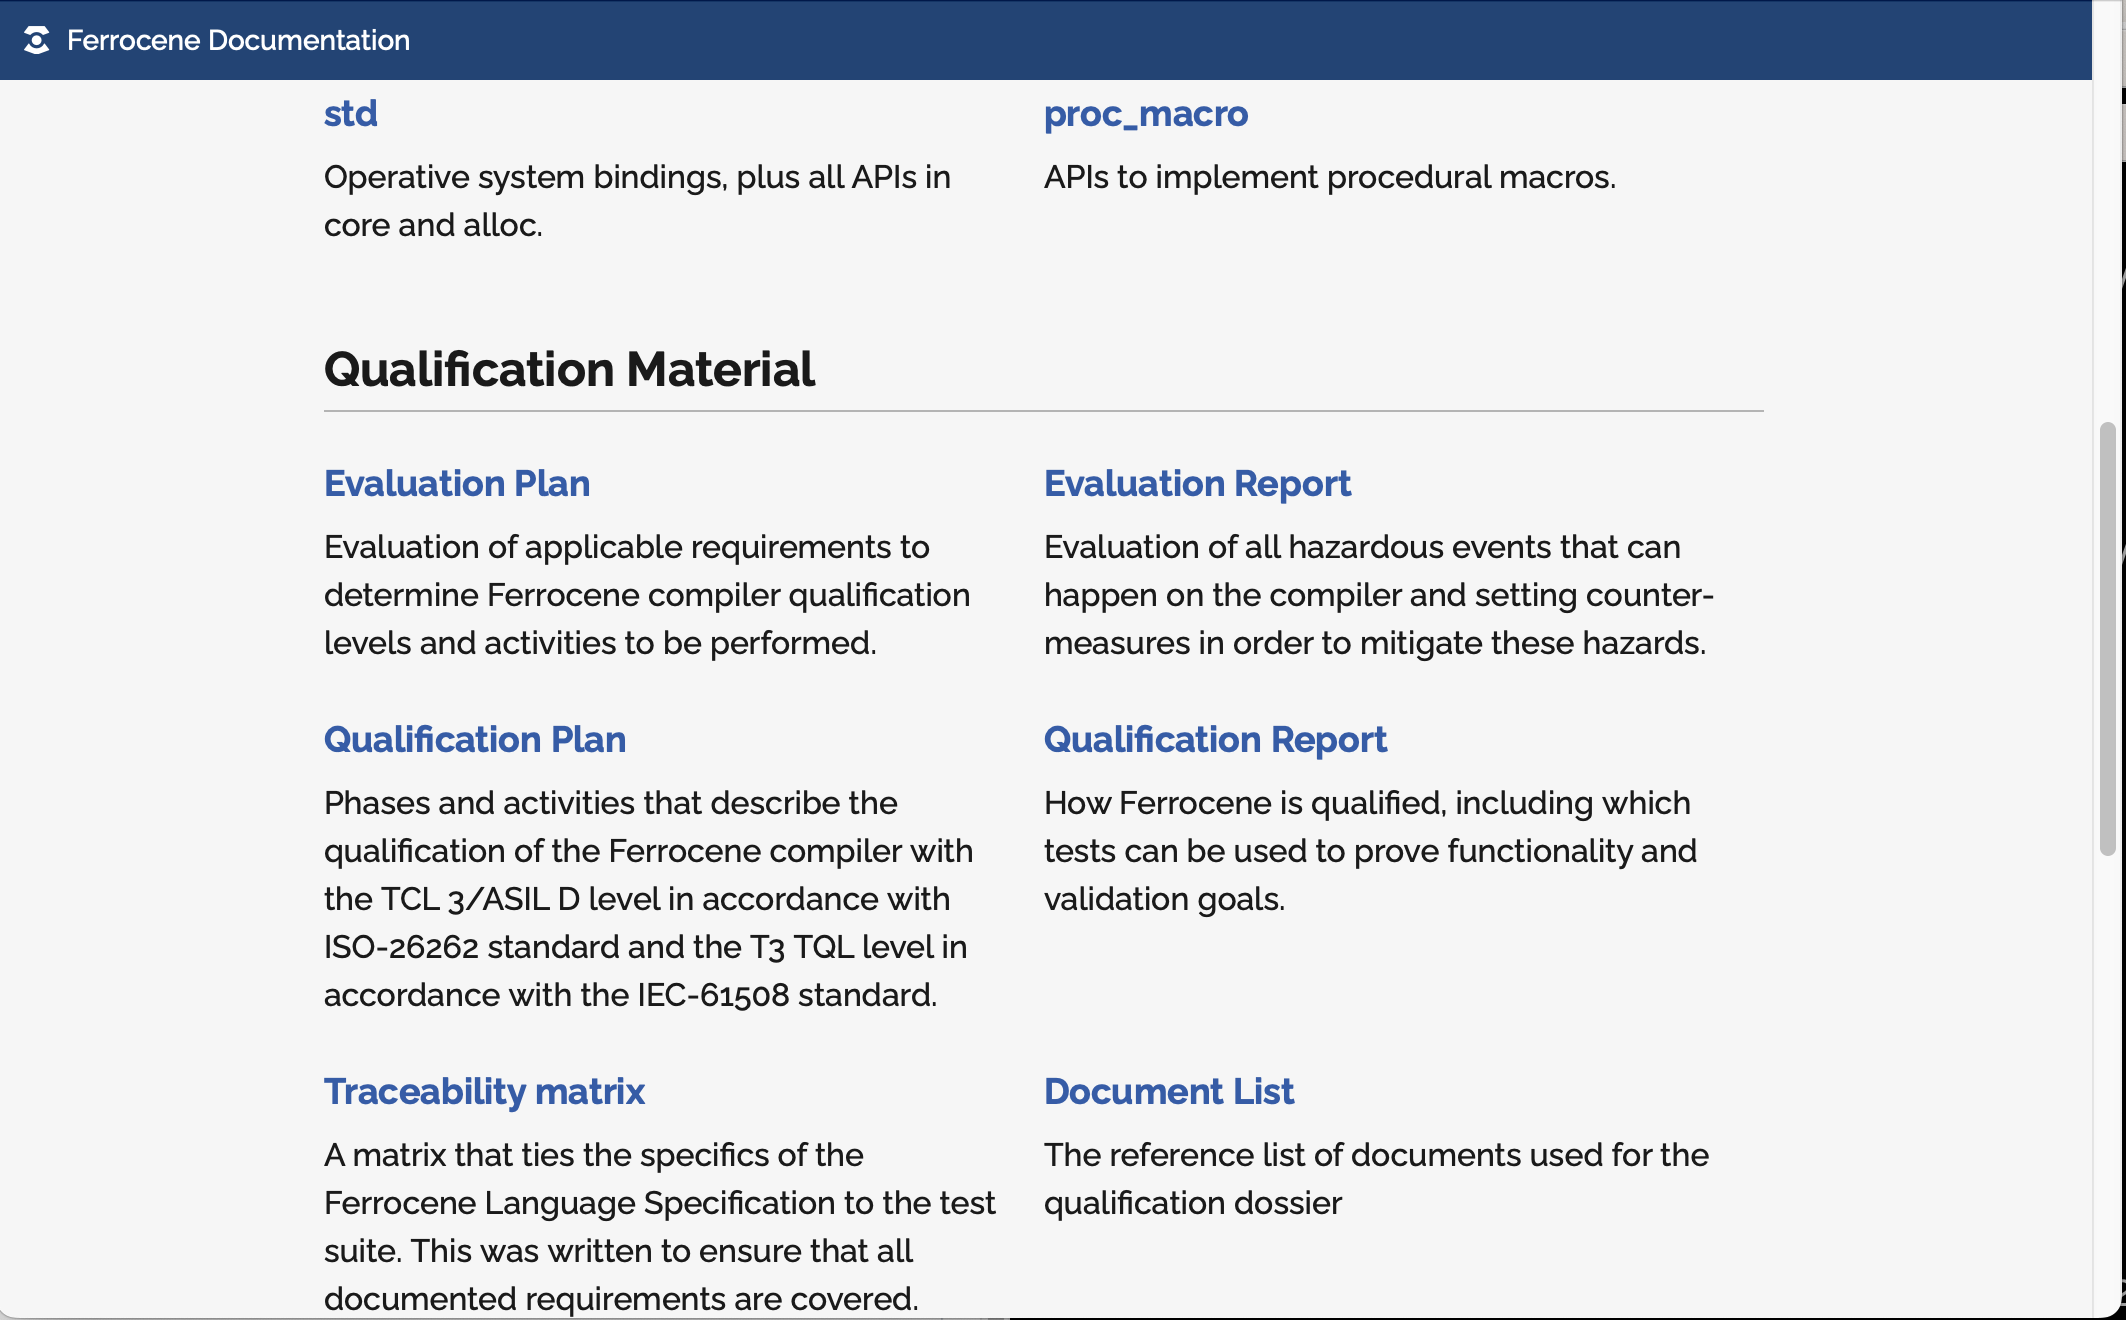 Ferrocene Documentation
std
Operative system bindings, plus all APIs in
core and alloc.
proc_macro
APIs to implement procedural macros.
Qualification Material
Evaluation Plan
Evaluation of applicable requirements to
determine Ferrocene compiler qualification
levels and activities to be performed.
Evaluation Report
Evaluation of all hazardous events that can
happen on the compiler and setting counter-
measures in order to mitigate these hazards.
Qualification Plan
Phases and activities that describe the
qualification of the Ferrocene compiler with
the TCL 3/ASIL D level in accordance with
ISO-26262 standard and the T3 TQL level in
accordance with the IEC-61508 standard.
Qualification Report
How Ferrocene is qualified, including which
tests can be used to prove functionality and
validation goals.
Traceability matrix
A matrix that ties the specifics of the
Ferrocene Language Specification to the test
suite. This was written to ensure that all
documented requirements are covered.
Document List
The reference list of documents used for the
qualification dossier